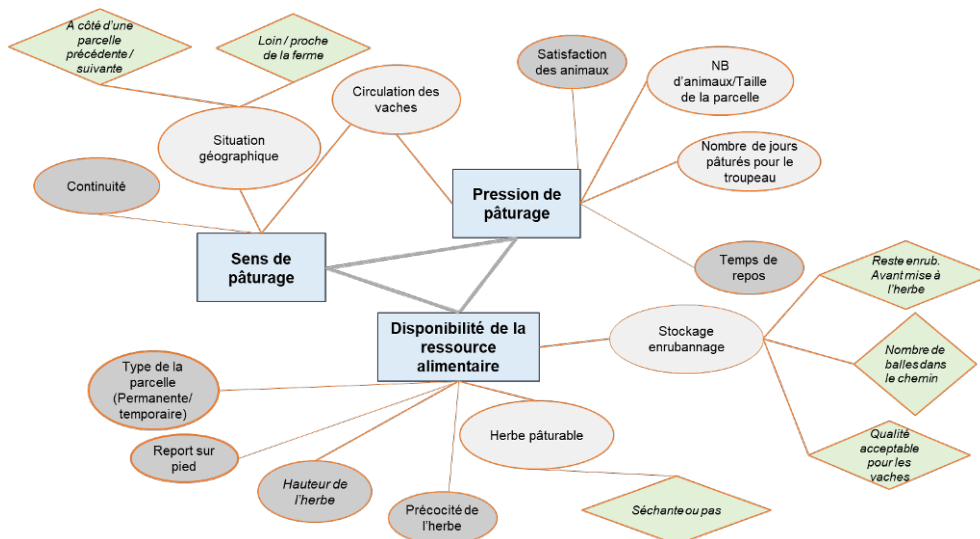 A côté d'une
parcelle
précédente /
suivante
Loin / proche
de la ferme
Circulation des
vaches
Situation
géographique
Continuité
Sens de
pâturage
Satisfaction
des animaux
NB
d'animaux/Taille
de la parcelle
Nombre de jours
pâturés pour le
troupeau
Pression de
pâturage
Temps de
repos
Disponibilité de la
ressource
alimentaire
Stockage
enrubannage
Reste enrub.
Avant mise à
l'herbe
Nombre de
balles dans
le chemin
Qualité
acceptable
pour les
vaches
Type de la
parcelle
(Permanente/
temporaire)
Report sur
pied
Hauteur de
l'herbe
Précocité de
l'herbe
Herbe pâturable
Séchante ou pas